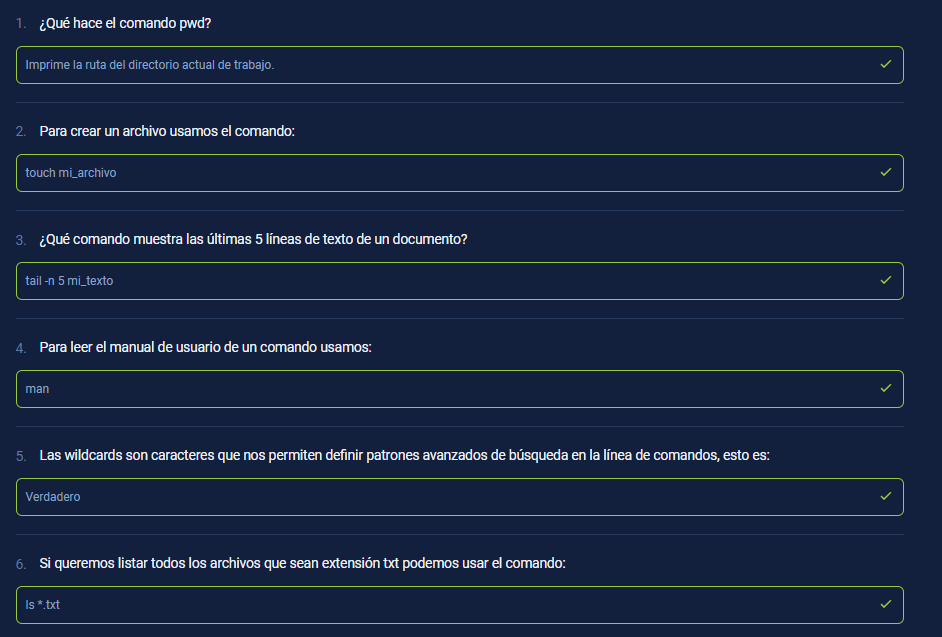 1. ¿Qué hace el comando pwd?
Imprime la ruta del directorio actual de trabajo.
2. Para crear un archivo usamos el comando:
touch mi_archivo
3. ¿Qué comando muestra las últimas 5 líneas de texto de un documento?
tail -n 5 mi_texto
4. Para leer el manual de usuario de un comando usamos:
man
5. Las wildcards son caracteres que nos permiten definir patrones avanzados de búsqueda en la línea de comandos, esto es:
Verdadero
6. Si queremos listar todos los archivos que sean extensión txt podemos usar el comando:
ls *.txt